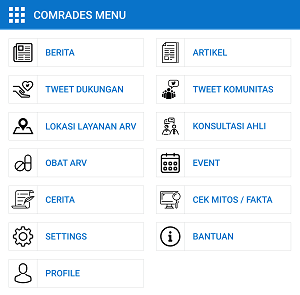 COMRADES MENU
BERITA
ARTIKEL
TWEET DUKUNGAN
TWEET KOMUNITAS
LOKASI LAYANAN ARV
KONSULTASI AHLI
OBAT ARV
EVENT
CERITA
CEK MITOS / FAKTA
SETTINGS
BANTUAN
PROFILE